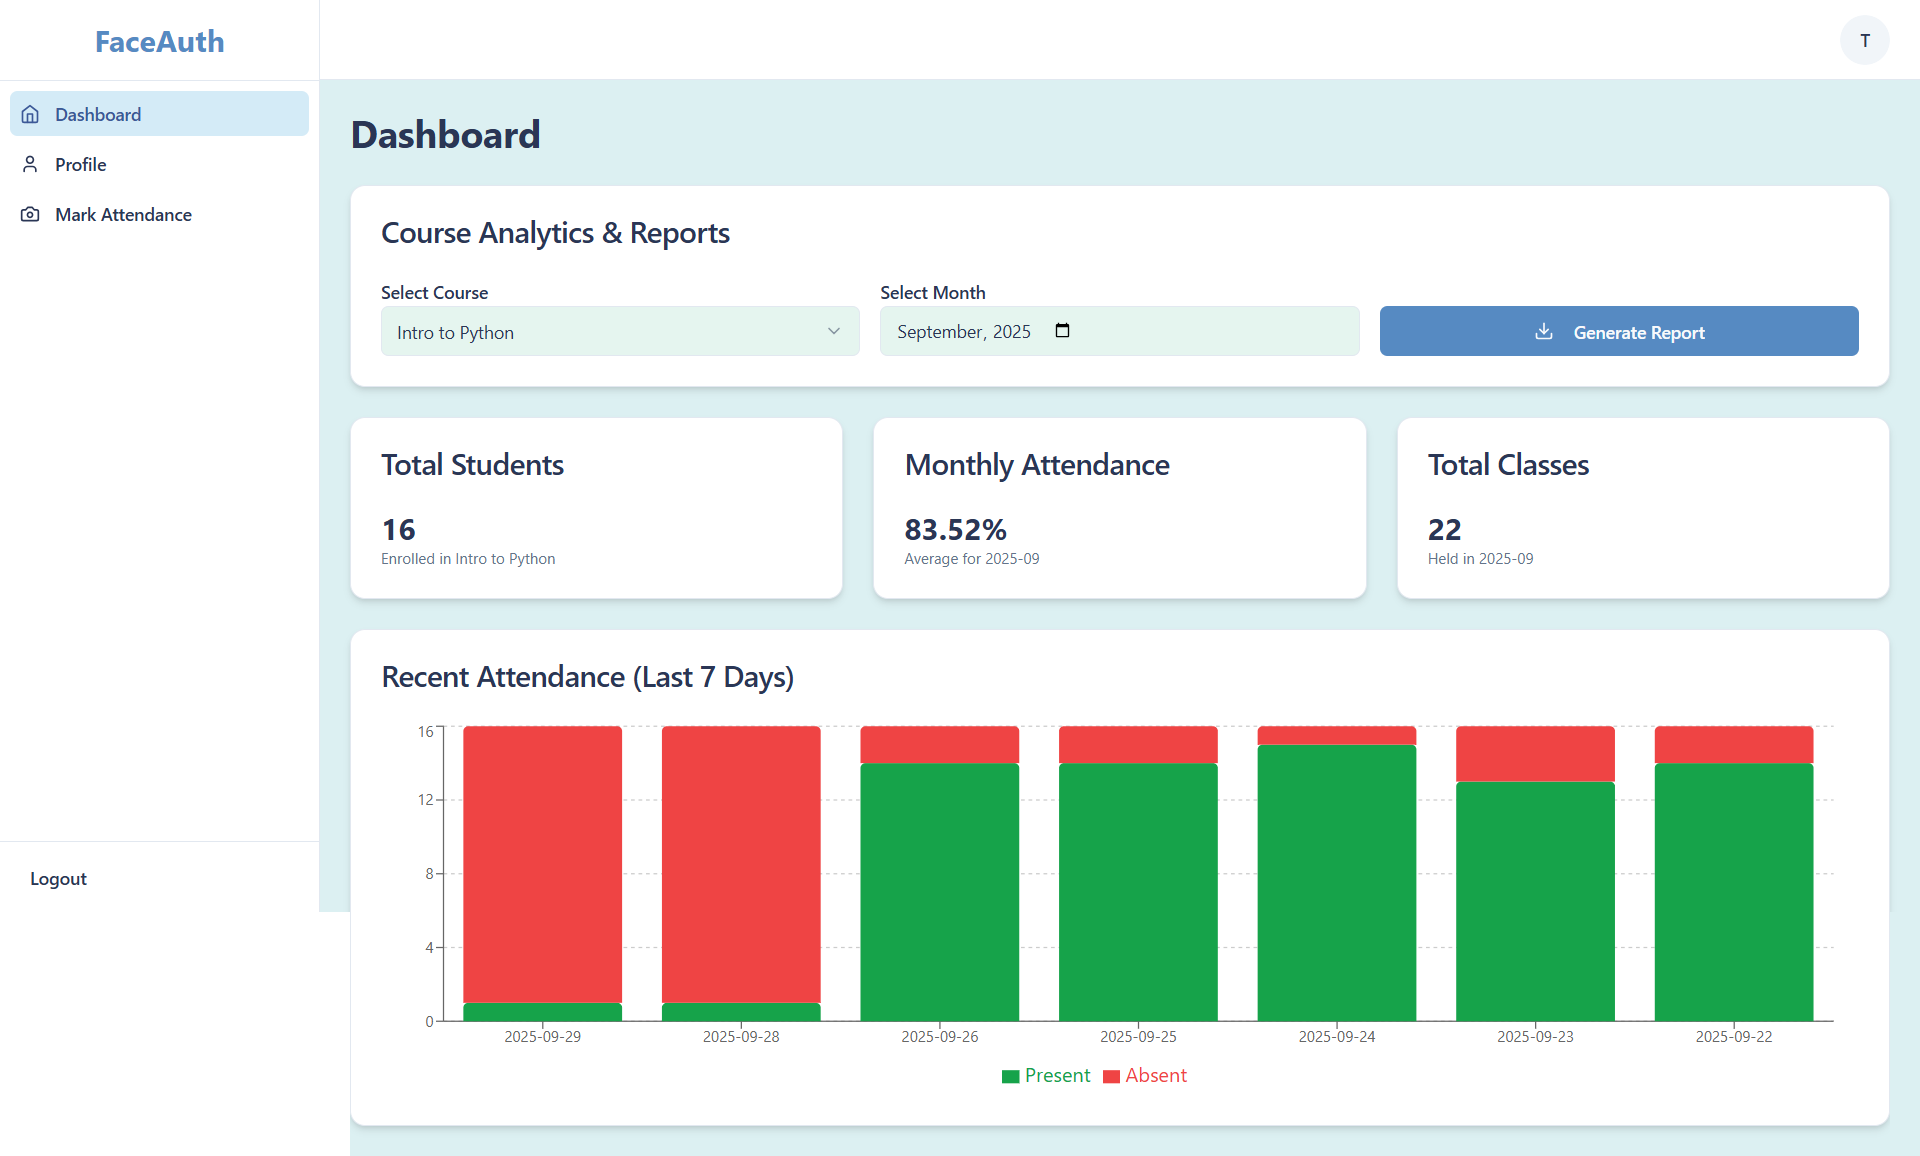 FaceAuth
T
Dashboard
Profile
Mark Attendance
Logout
Dashboard
Course Analytics & Reports
Select Course
Intro to Python
Select Month
September, 2025
Generate Report
Total Students
16
Enrolled in Intro to Python
Monthly Attendance
83.52%
Average for 2025-09
Total Classes
22
Held in 2025-09
Recent Attendance (Last 7 Days)
16
12
8
4
0
2025-09-29 2025-09-28 2025-09-26 2025-09-25 2025-09-24 2025-09-23 2025-09-22
Present Absent